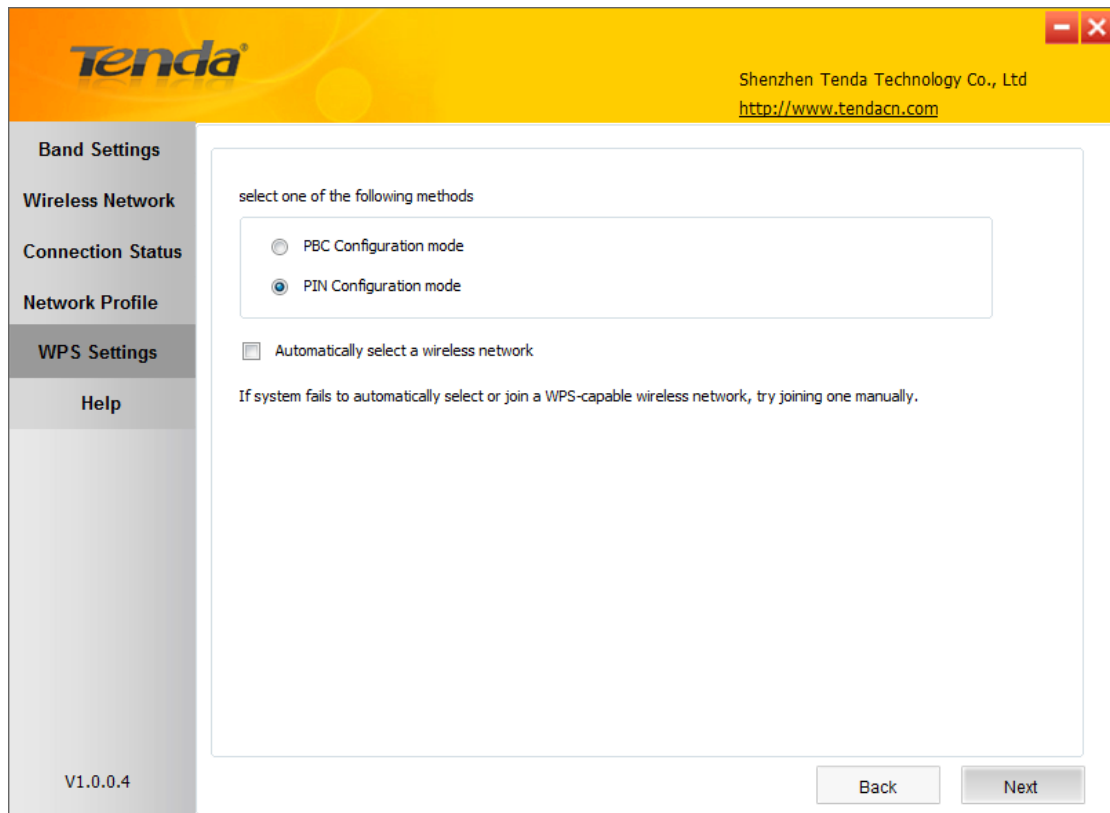 Tenda®
Shenzhen Tenda Technology Co., Ltd
http://www.tendacn.com
Band Settings
Wireless Network
Connection Status
Network Profile
WPS Settings
Help
V1.0.0.4
select one of the following methods
PBC Configuration mode
PIN Configuration mode
Automatically select a wireless network
If system fails to automatically select or join a WPS-capable wireless network, try joining one manually.
Back
Next